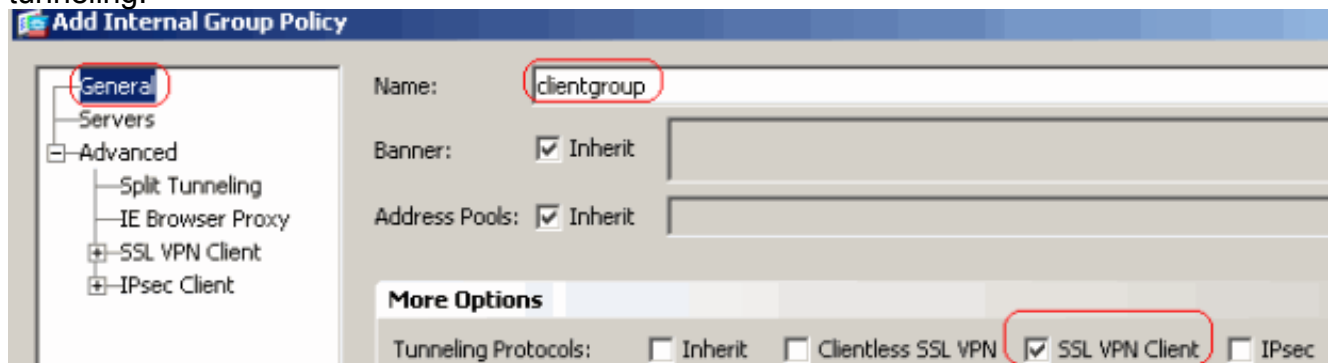 tunneling.
Add Internal Group Policy
General
Servers
Advanced
Split Tunneling
IE Browser Proxy
SSL VPN Client
IPsec Client
Name: clientgroup
Banner: Inherit
Address Pools: Inherit
More Options
Tunneling Protocols: Inherit Clientless SSL VPN SSL VPN Client IPsec